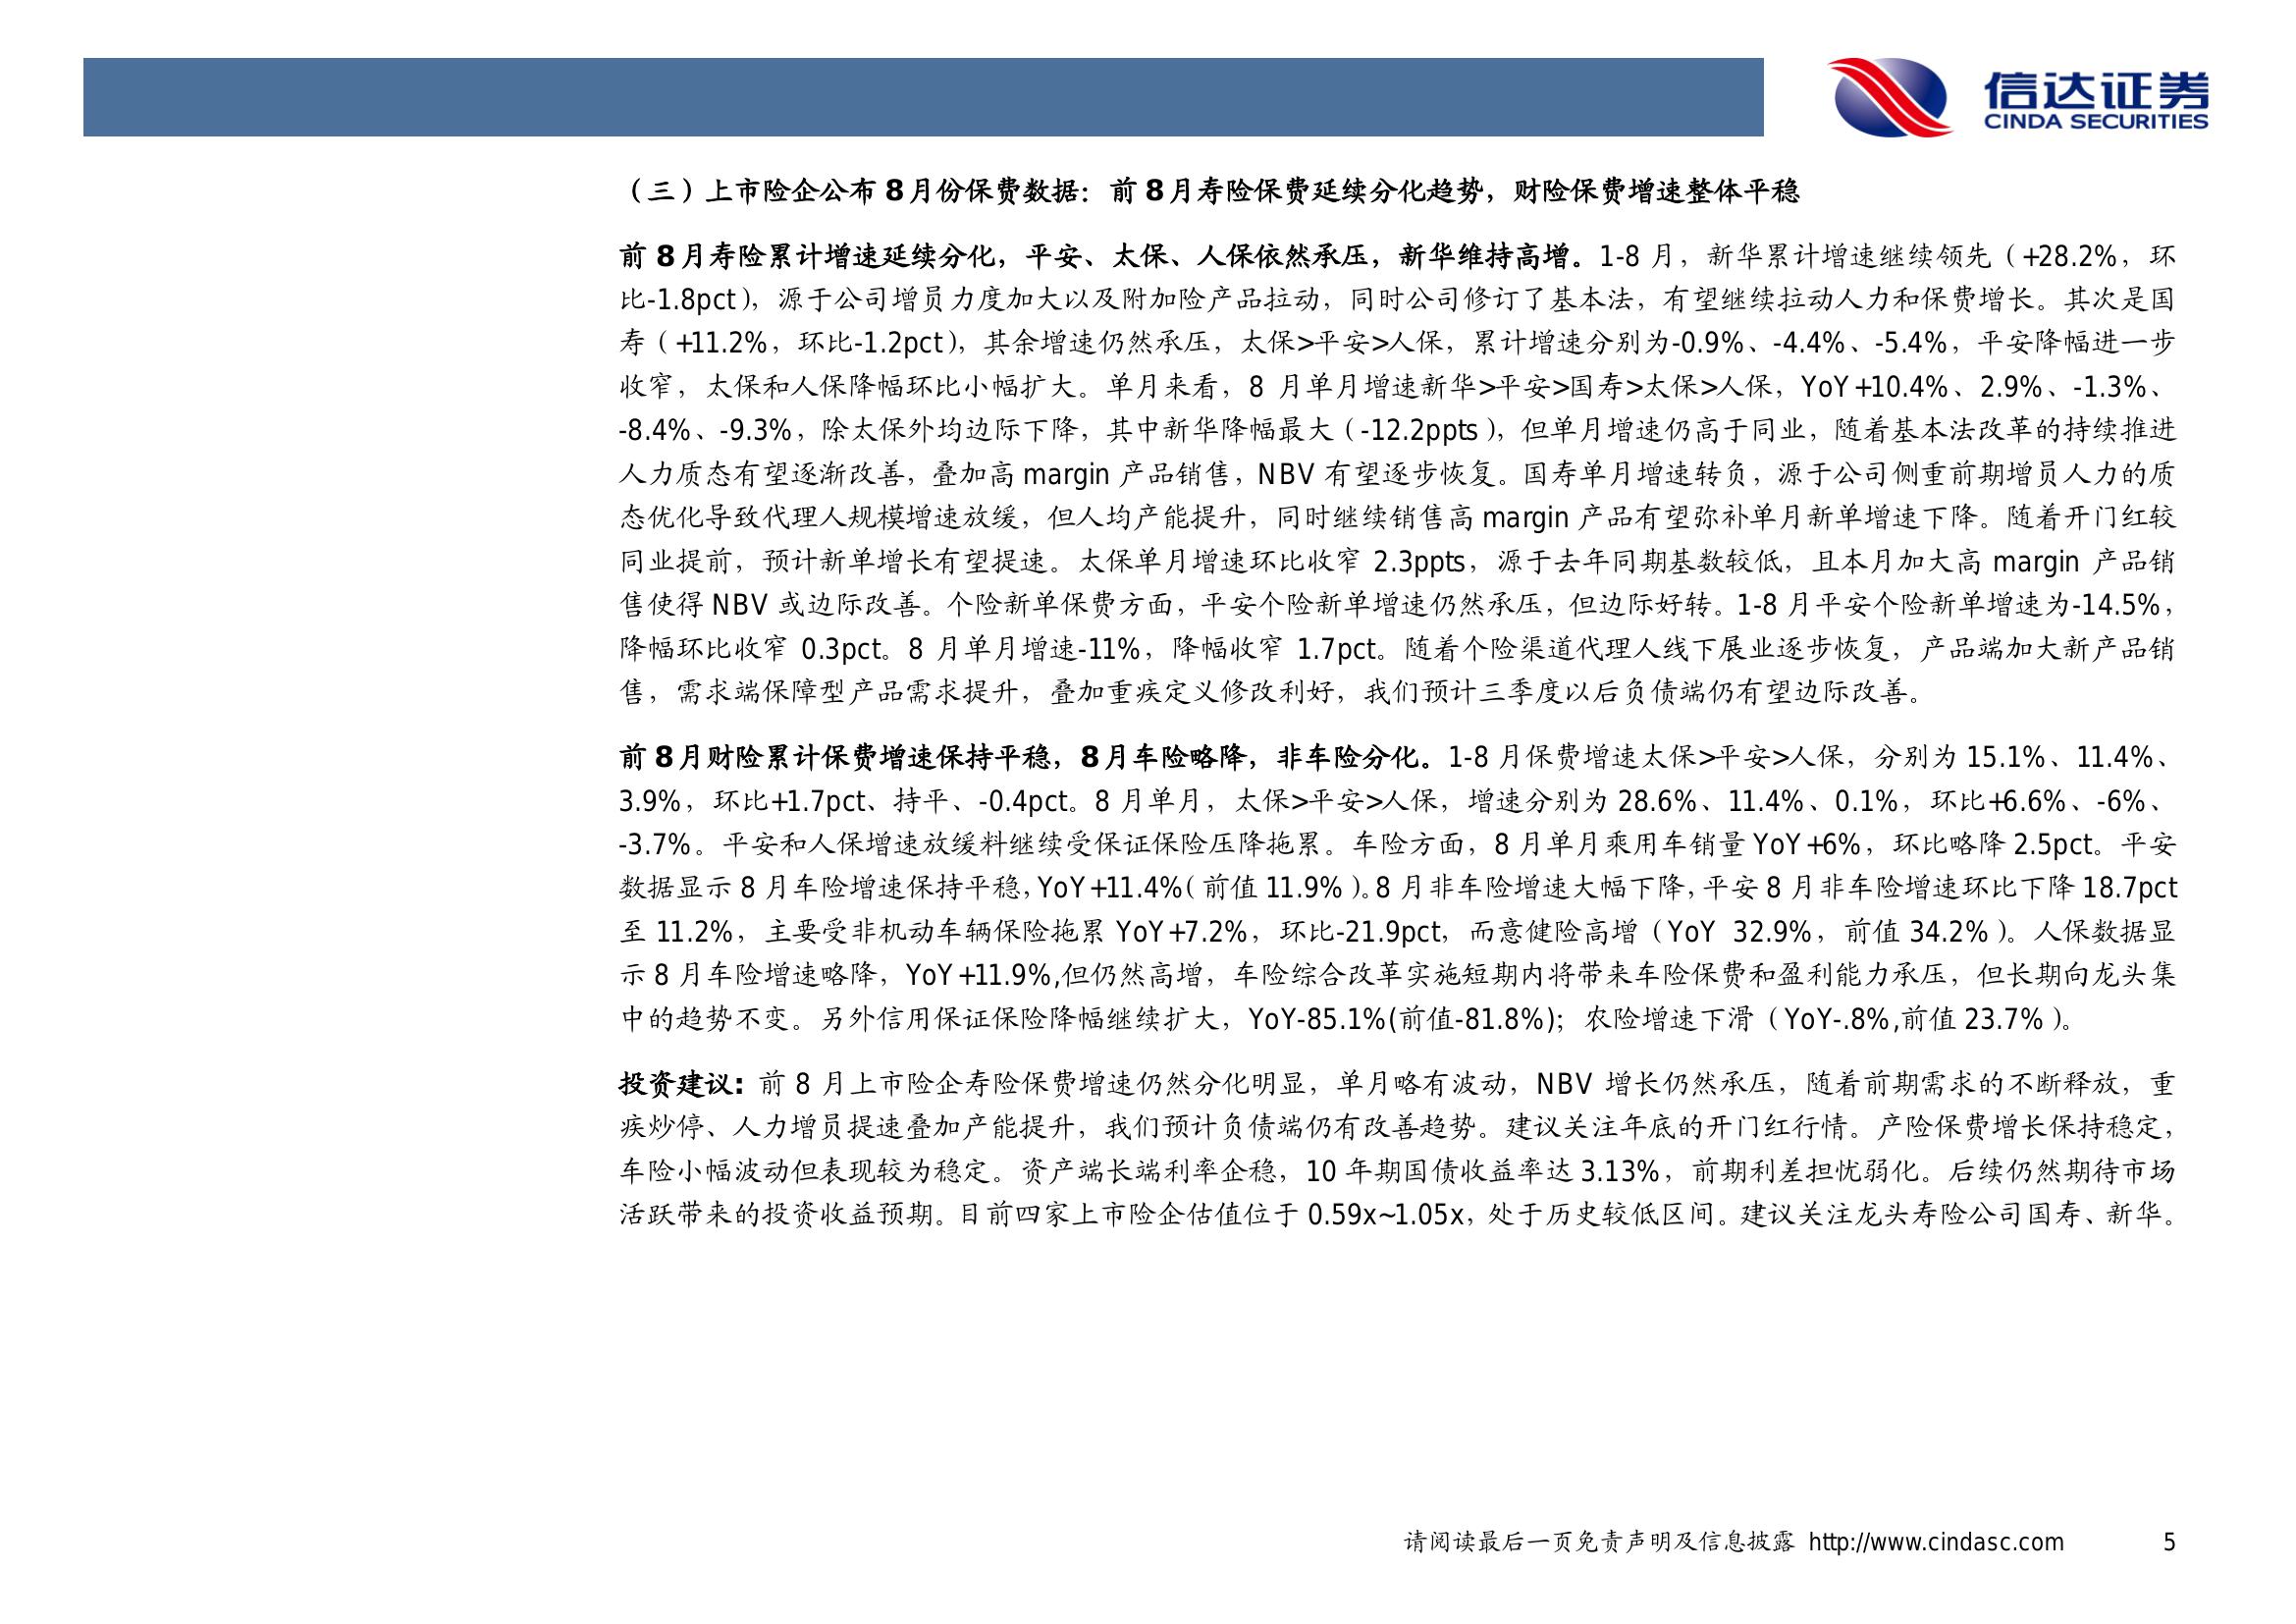 信达证券
CINDA SECURITIES
（三）上市险企公布 8 月份保费数据：前 8 月寿险保费延续分化趋势，财险保费增速整体平稳
前 8 月寿险累计增速延续分化，平安、太保、人保依然承压，新华维持高增。1-8 月，新华累计增速继续领先（+28.2%，环
比-1.8pct），源于公司增员力度加大以及附加险产品拉动，同时公司修订了基本法，有望继续拉动人力和保费增长。其次是国
寿（+11.2%，环比-1.2pct），其余增速仍然承压，太保>平安>人保，累计增速分别为-0.9%、-4.4%、-5.4%，平安降幅进一步
收窄，太保和人保降幅环比小幅扩大。单月来看，8 月单月增速新华>平安>国寿>太保>人保，YoY+10.4%、2.9%、-1.3%、
-8.4%、-9.3%，除太保外均边际下降，其中新华降幅最大（-12.2ppts），但单月增速仍高于同业，随着基本法改革的持续推进
人力质态有望逐渐改善，叠加高 margin 产品销售，NBV 有望逐步恢复。国寿单月增速转负，源于公司侧重前期增员人力的质
态优化导致代理人规模增速放缓，但人均产能提升，同时继续销售高 margin 产品有望弥补单月新单增速下降。随着开门红较
同业提前，预计新单增长有望提速。太保单月增速环比收窄 2.3ppts，源于去年同期基数较低，且本月加大高 margin 产品销
售使得 NBV 或边际改善。个险新单保费方面，平安个险新单增速仍然承压，但边际好转。1-8 月平安个险新单增速为-14.5%，
降幅环比收窄 0.3pct。8 月单月增速-11%，降幅收窄 1.7pct。随着个险渠道代理人线下展业逐步恢复，产品端加大新产品销
售，需求端保障型产品需求提升，叠加重疾定义修改利好，我们预计三季度以后负债端仍有望边际改善。
前 8 月财险累计保费增速保持平稳，8 月车险略降，非车险分化。1-8 月保费增速太保>平安>人保，分别为 15.1%、11.4%、
3.9%，环比+1.7pct、持平、-0.4pct。8 月单月，太保>平安>人保，增速分别为 28.6%、11.4%、0.1%，环比+6.6%、-6%、
-3.7%。平安和人保增速放缓料继续受保证保险压降拖累。车险方面，8 月单月乘用车销量 YoY+6%，环比略降 2.5pct。平安
数据显示 8 月车险增速保持平稳，YoY+11.4%（前值 11.9%）。8 月非车险增速大幅下降，平安 8 月非车险增速环比下降 18.7pct
至 11.2%，主要受非机动车辆保险拖累 YoY+7.2%，环比-21.9pct，而意健险高增（YoY 32.9%，前值 34.2%）。人保数据显
示 8 月车险增速略降，YoY+11.9%,但仍然高增，车险综合改革实施短期内将带来车险保费和盈利能力承压，但长期向龙头集
中的趋势不变。另外信用保证保险降幅继续扩大，YoY-85.1%(前值-81.8%)；农险增速下滑（YoY-.8%,前值 23.7%）。
投资建议：前 8 月上市险企寿险保费增速仍然分化明显，单月略有波动，NBV 增长仍然承压，随着前期需求的不断释放，重
疾炒停、人力增员提速叠加产能提升，我们预计负债端仍有改善趋势。建议关注年底的开门红行情。产险保费增长保持稳定，
车险小幅波动但表现较为稳定。资产端长端利率企稳，10 年期国债收益率达 3.13%，前期利差担忧弱化。后续仍然期待市场
活跃带来的投资收益预期。目前四家上市险企估值位于 0.59x~1.05x，处于历史较低区间。建议关注龙头寿险公司国寿、新华。
请阅读最后一页免责声明及信息披露 http://www.cindasc.com 5